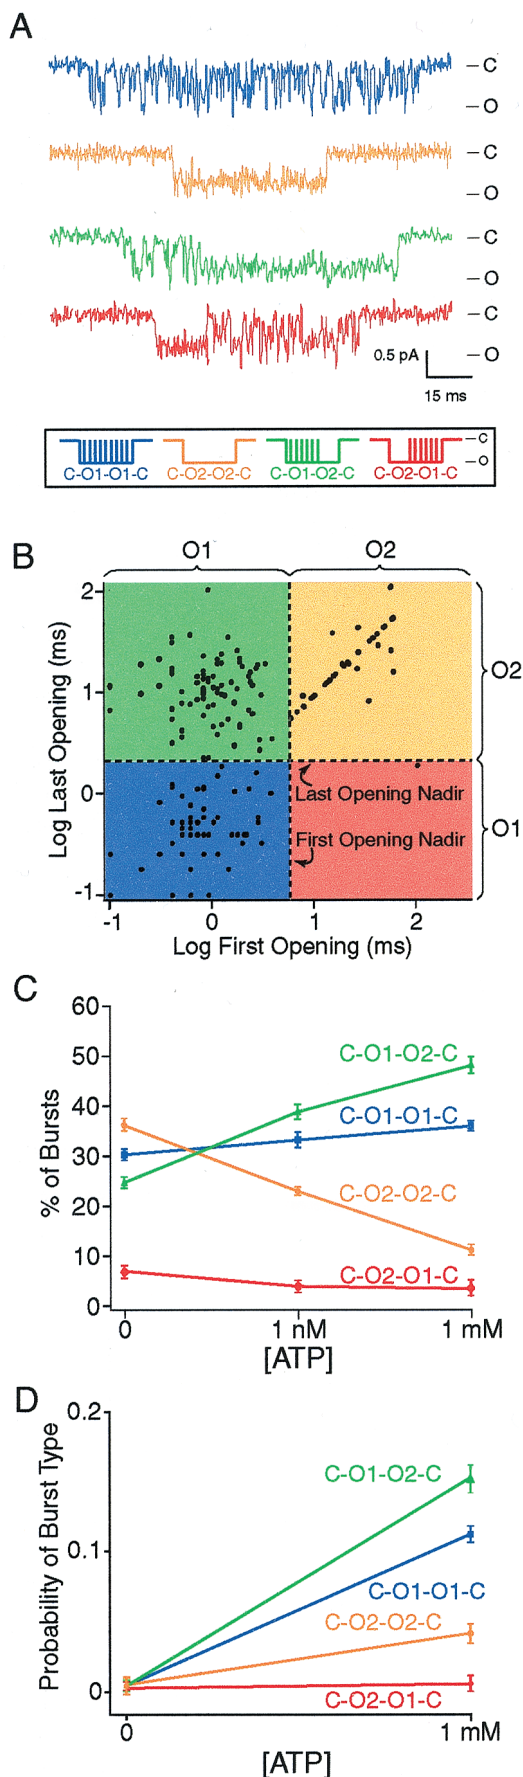 A
C
O
C
O
C
O
C
0.5 pA
O
15 ms
C-O1-O1-C C-O2-O2-C C-O1-O2-C C-O2-O1-C
C
O
B
O1 O2
2
1
0
-1
Log Last Opening (ms)
Last Opening Nadir
First Opening Nadir
O2
O1
-1 0 1 2
Log First Opening (ms)
C
60
50
40
30
20
10
0
% of Bursts
C-O1-O2-C
C-O1-O1-C
C-O2-O2-C
C-O2-O1-C
0 1 nM 1 mM
[ATP]
D
0.2
0.1
0
Probability of Burst Type
C-O1-O2-C
C-O1-O1-C
C-O2-O2-C
C-O2-O1-C
0 1 mM
[ATP]